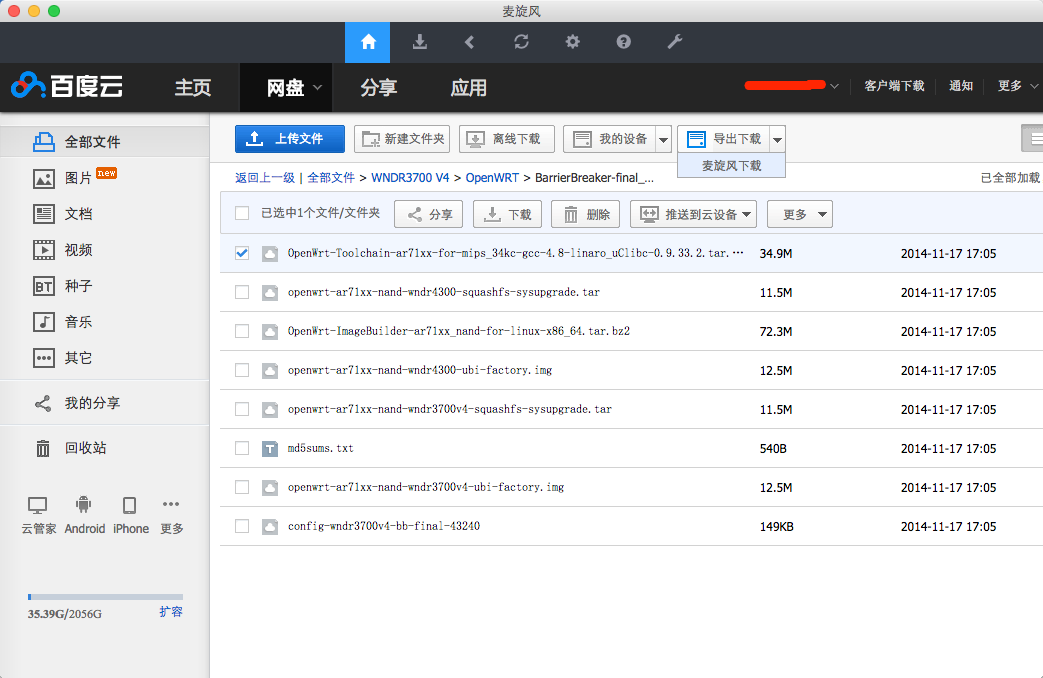 麦旋风
百度云 主页 网盘 分享 应用 客户端下载 通知 更多
全部文件
图片 new
文档
视频
BT 种子
音乐
其它
我的分享
回收站
云管家 Android iPhone 更多
35.39G/2056G 扩容
上传文件 新建文件夹 离线下载 我的设备 导出下载
麦旋风下载
返回上一级 | 全部文件 > WNDR3700 V4 > OpenWRT > BarrierBreaker-final_... 已全部加载
已选中1个文件/文件夹 分享 下载 删除 推送到云设备 更多
OpenWrt-Toolchain-ar71xx-for-mips_34kc-gcc-4.8-linaro_uClibc-0.9.33.2.tar.··· 34.9M 2014-11-17 17:05
openwrt-ar71xx-nand-wndr4300-squashfs-sysupgrade.tar 11.5M 2014-11-17 17:05
OpenWrt-ImageBuilder-ar71xx_nand-for-linux-x86_64.tar.bz2 72.3M 2014-11-17 17:05
openwrt-ar71xx-nand-wndr4300-ubi-factory.img 12.5M 2014-11-17 17:05
openwrt-ar71xx-nand-wndr3700v4-squashfs-sysupgrade.tar 11.5M 2014-11-17 17:05
T md5sums.txt 540B 2014-11-17 17:05
openwrt-ar71xx-nand-wndr3700v4-ubi-factory.img 12.5M 2014-11-17 17:05
config-wndr3700v4-bb-final-43240 149KB 2014-11-17 17:05